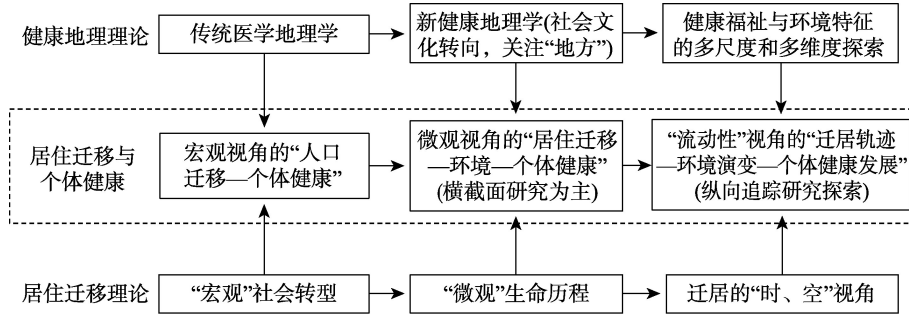 健康地理理论
传统医学地理学
新健康地理学(社会文
化转向，关注“地方”)
健康福祉与环境特征
的多尺度和多维度探索
居住迁移与
个体健康
宏观视角的“人口
迁移—个体健康”
微观视角的“居住迁移
—环境—个体健康”
(横截面研究为主)
“流动性”视角的“迁居轨迹
—环境演变—个体健康发展”
(纵向追踪研究探索)
居住迁移理论
“宏观”社会转型
“微观”生命历程
迁居的“时、空”视角